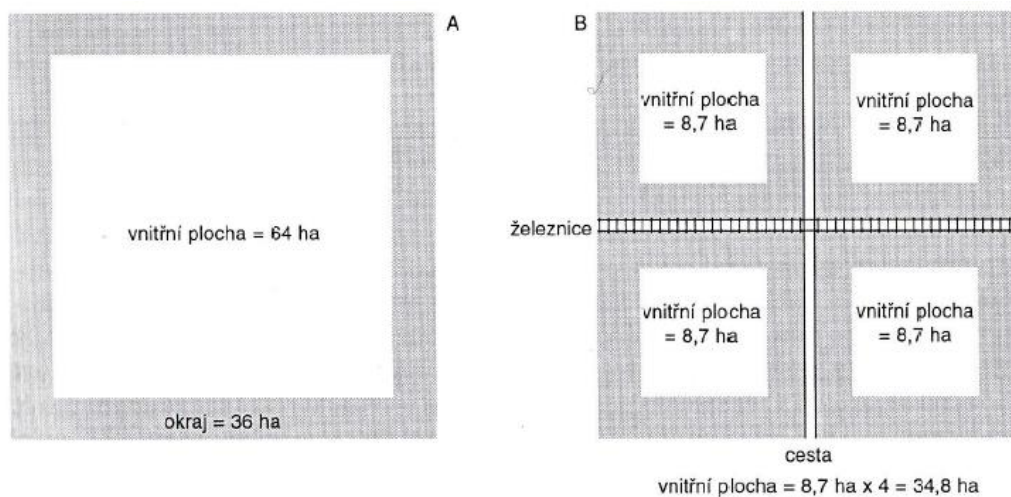 A
vnitřní plocha = 64 ha
okraj = 36 ha
B
vnitřní plocha
= 8,7 ha
vnitřní plocha
= 8,7 ha
železnice
vnitřní plocha
= 8,7 ha
vnitřní plocha
= 8,7 ha
cesta
vnitřní plocha = 8,7 ha x 4 = 34,8 ha